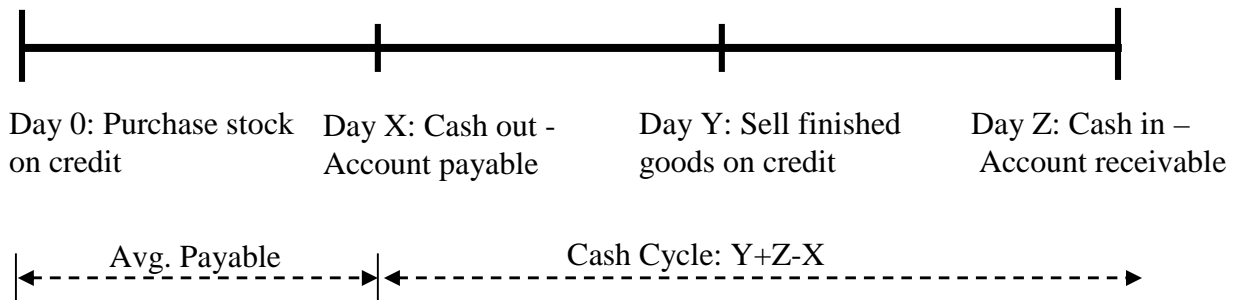 Day 0: Purchase stock
on credit
Day X: Cash out -
Account payable
Day Y: Sell finished
goods on credit
Day Z: Cash in –
Account receivable
Avg. Payable
Cash Cycle: Y+Z-X